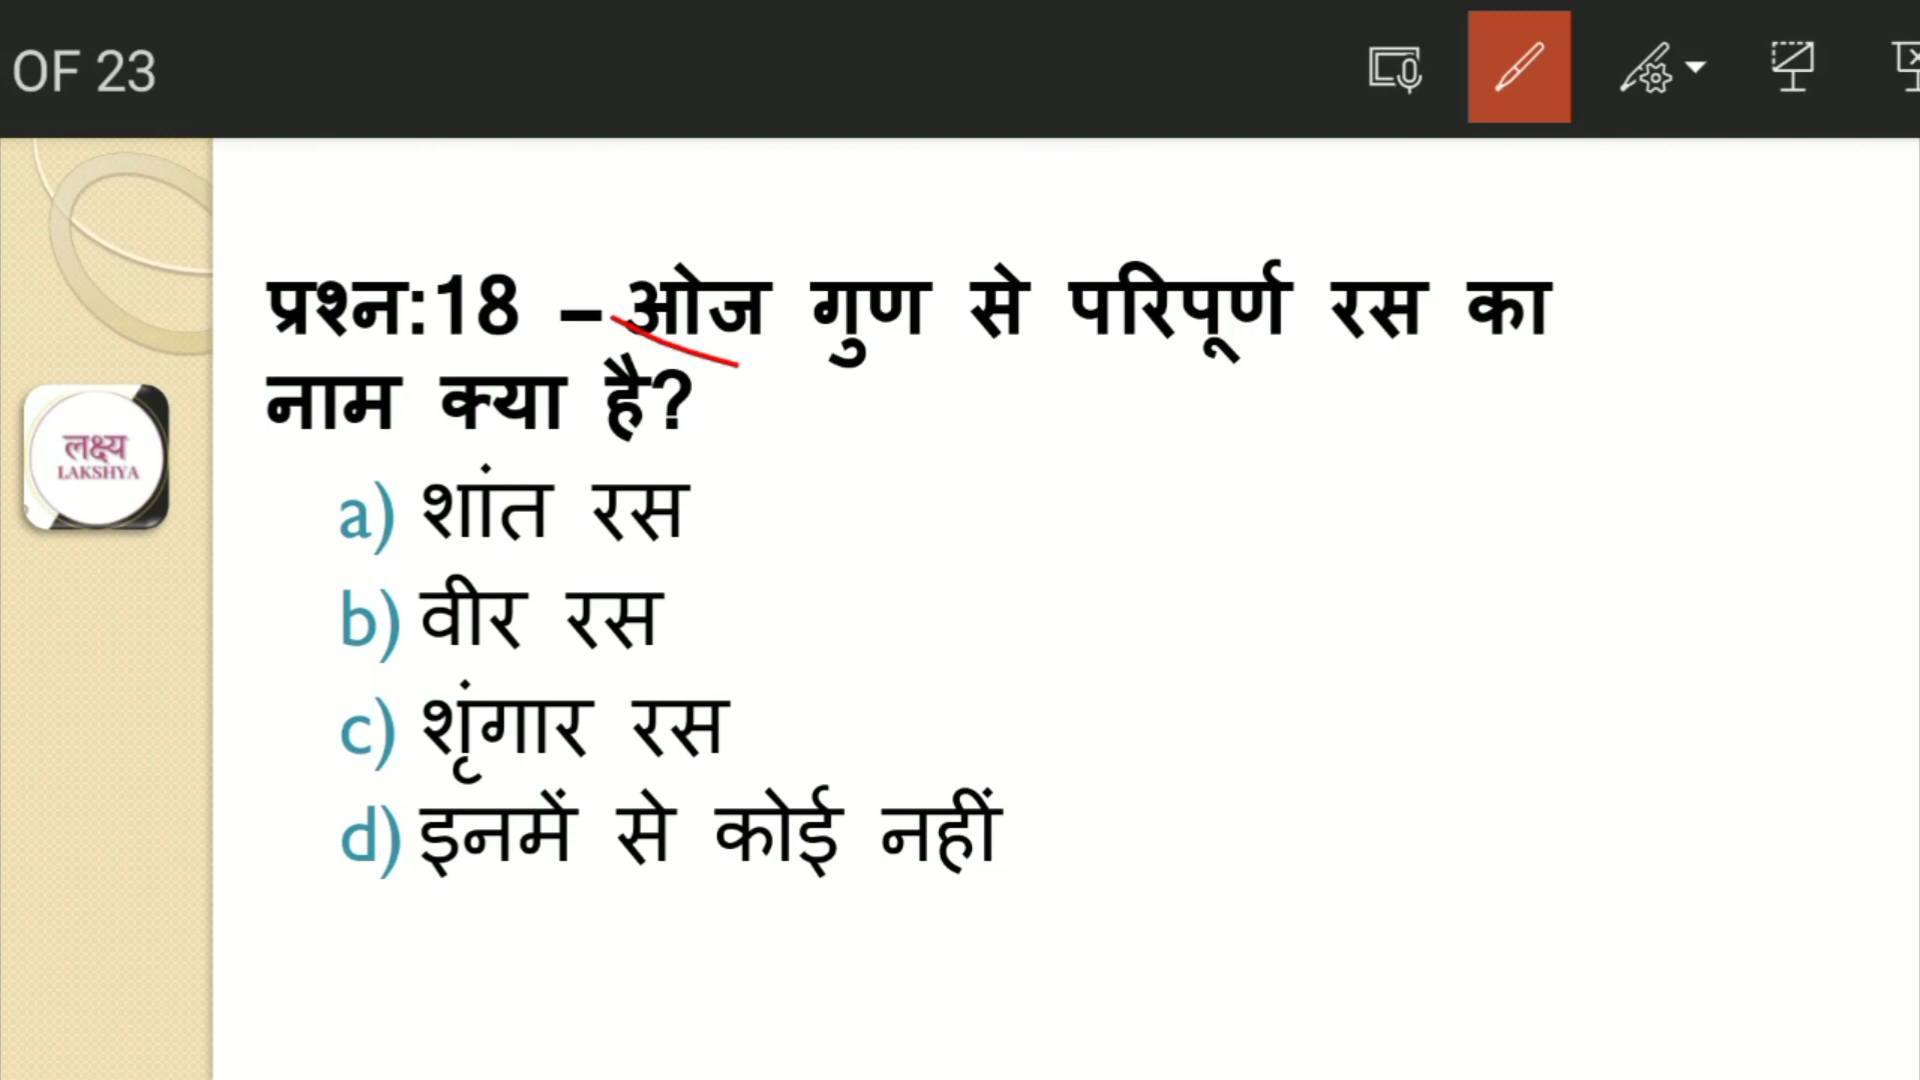 OF 23
प्रश्न:18 – ओज गुण से परिपूर्ण रस का
नाम क्या है?
लक्ष्य
LAKSHYA
a) शांत रस
b) वीर रस
c) शृंगार रस
d) इनमें से कोई नहीं